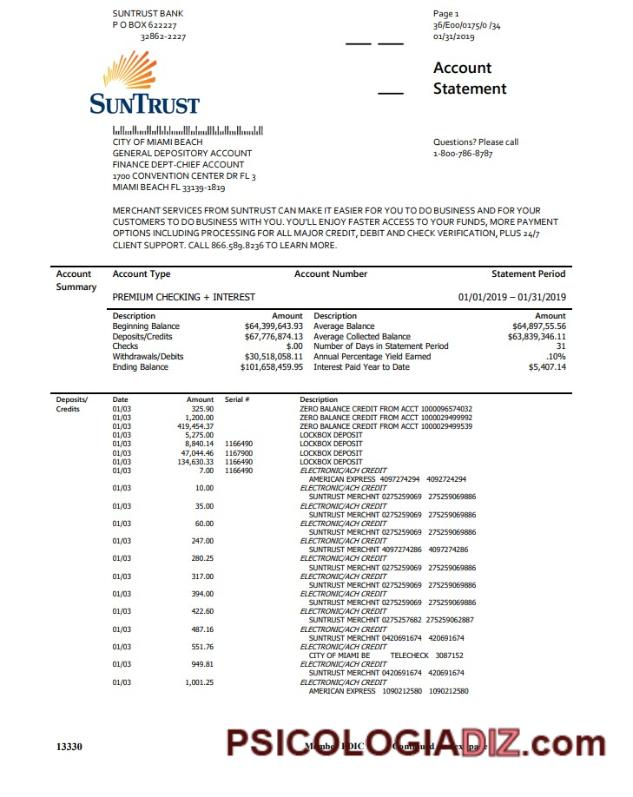 SUNTRUST BANK
P O BOX 622227
32862-2227
Page 1
36/E00/0175/0 /34
01/31/2019
Account
Statement
SUNTRUST
CITY OF MIAMI BEACH
GENERAL DEPOSITORY ACCOUNT
FINANCE DEPT-CHIEF ACCOUNT
1700 CONVENTION CENTER DR FL 3
MIAMI BEACH FL 33139-1819
Questions? Please call
1-800-786-8787
MERCHANT SERVICES FROM SUNTRUST CAN MAKE IT EASIER FOR YOU TO DO BUSINESS AND FOR YOUR
CUSTOMERS TO DO BUSINESS WITH YOU. YOU'LL ENJOY FASTER ACCESS TO YOUR FUNDS, MORE PAYMENT
OPTIONS INCLUDING PROCESSING FOR ALL MAJOR CREDIT, DEBIT AND CHECK VERIFICATION, PLUS 24/7
CLIENT SUPPORT. CALL 866.589.8236 TO LEARN MORE.
Account Summary
Account Type Account Number Statement Period
PREMIUM CHECKING + INTEREST 01/01/2019 – 01/31/2019
Description Amount Description Amount
Beginning Balance $64,399,643.93 Average Balance $64,897,55.56
Deposits/Credits $67,776,874.13 Average Collected Balance $63,839,346.11
Checks $.00 Number of Days in Statement Period 31
Withdrawals/Debits $30,518,058.11 Annual Percentage Yield Earned .10%
Ending Balance $101,658,459.95 Interest Paid Year to Date $5,407.14
Deposits/ Credits
Date Amount Serial # Description
01/03 325.90 ZERO BALANCE CREDIT FROM ACCT 1000096574032
01/03 1,200.00 ZERO BALANCE CREDIT FROM ACCT 1000029499992
01/03 419,454.37 ZERO BALANCE CREDIT FROM ACCT 1000029499539
01/03 5,275.00 LOCKBOX DEPOSIT
01/03 8,840.14 1166490 LOCKBOX DEPOSIT
01/03 47,044.46 1167900 LOCKBOX DEPOSIT
01/03 134,630.33 1166490 LOCKBOX DEPOSIT
01/03 7.00 1166490 ELECTRONIC/ACH CREDIT
AMERICAN EXPRESS 4097274294 4092724294
01/03 10.00 ELECTRONIC/ACH CREDIT
SUNTRUST MERCHNT 0275259069 275259069886
01/03 35.00 ELECTRONIC/ACH CREDIT
SUNTRUST MERCHNT 0275259069 275259069886
01/03 60.00 ELECTRONIC/ACH CREDIT
SUNTRUST MERCHNT 0275259069 275259069886
01/03 247.00 ELECTRONIC/ACH CREDIT
SUNTRUST MERCHNT 4097274286 4097274286
01/03 280.25 ELECTRONIC/ACH CREDIT
SUNTRUST MERCHNT 0275259069 275259069886
01/03 317.00 ELECTRONIC/ACH CREDIT
SUNTRUST MERCHNT 0275259069 275259069886
01/03 394.00 ELECTRONIC/ACH CREDIT
SUNTRUST MERCHNT 0275259069 275259069886
01/03 422.60 ELECTRONIC/ACH CREDIT
SUNTRUST MERCHNT 0275257682 275259062887
01/03 487.16 ELECTRONIC/ACH CREDIT
SUNTRUST MERCHNT 0420691674 420691674
01/03 551.76 ELECTRONIC/ACH CREDIT
CITY OF MIAMI BE TELECHECK 3087152
01/03 949.81 ELECTRONIC/ACH CREDIT
SUNTRUST MERCHNT 0420691674 420691674
01/03 1,001.25 ELECTRONIC/ACH CREDIT
AMERICAN EXPRESS 1090212580 1090212580
13330
PSICOLOGIADIZ.com